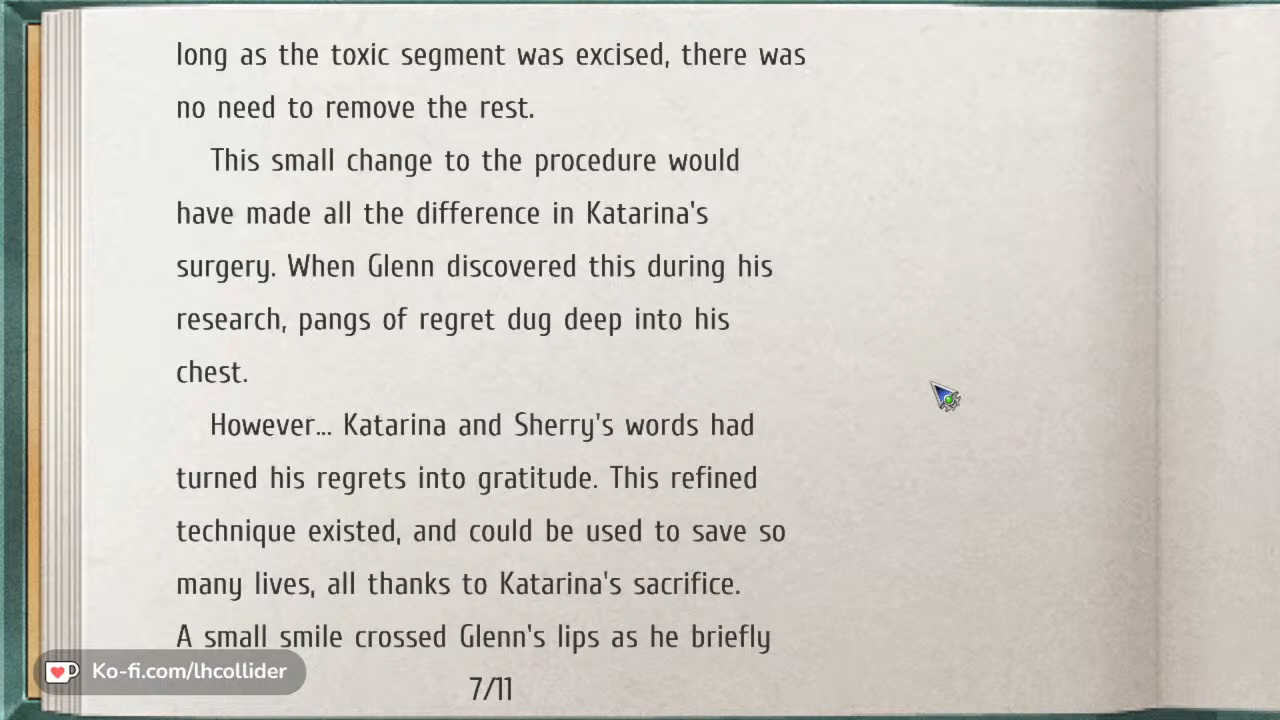 long as the toxic segment was excised, there was
no need to remove the rest.
This small change to the procedure would
have made all the difference in Katarina's
surgery. When Glenn discovered this during his
research, pangs of regret dug deep into his
chest.
However... Katarina and Sherry's words had
turned his regrets into gratitude. This refined
technique existed, and could be used to save so
many lives, all thanks to Katarina's sacrifice.
A small smile crossed Glenn's lips as he briefly
Ko-fi.com/lhcollider
7/11